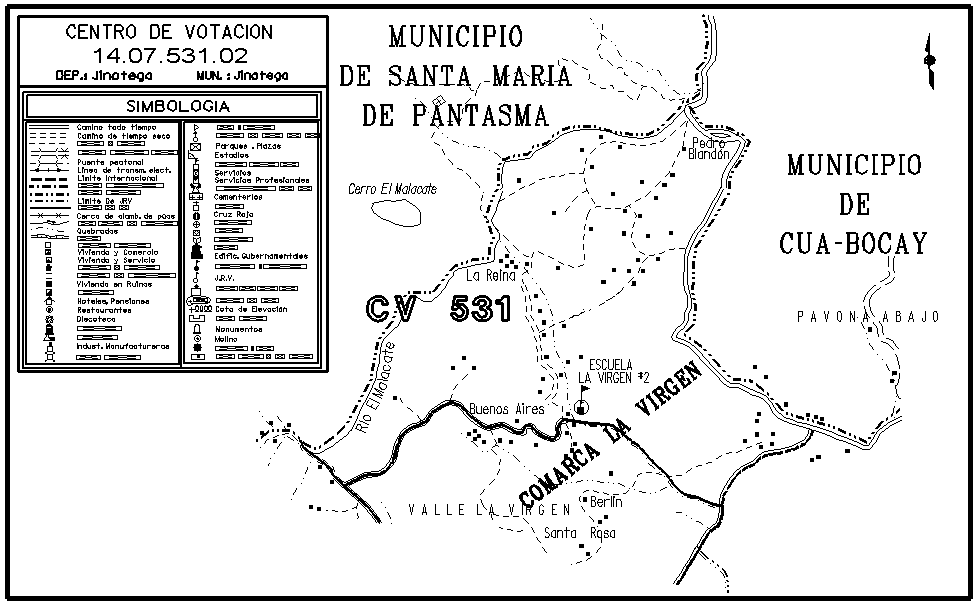 CENTRO DE VOTACION
14.07.531.02
DEP.: Jinotega MUN. : Jinotega
SIMBOLOGIA
Camino todo tiempo
Camino de tiempo seco
Puente peatonal
Linea de transm. elect.
Limite Internacional
Limite De JRV
Cerca de alamb. de puas
Quebradas
Vivienda y Comercio
Vivienda y Servicio
Vivienda en Ruinas
Hoteles, Pensiones
Restaurantes
Discoteca
Indust. Manufactureras
Parques . Plazas
Estadios
Servicios
Servicios Profesionales
Cementerios
Cruz Roja
Edific. Gubernamentales
J.R.V.
Cota de Elevación
Monumentos
Molino
MUNICIPIO
DE SANTA MARIA
DE PANTASMA
Pedro
Blandón
MUNICIPIO
DE
CUA-BOCAY
Cerro El Malacate
La Reina
CV 531
PAVONA ABAJO
Rio El Malacate
ESCUELA
LA VIRGEN #2
Buenos Aires
COMARCA LA VIRGEN
VALLE LA VIRGEN
Berlin
Santa Rosa